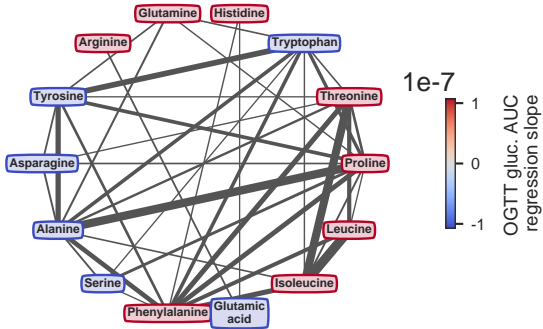 Glutamine
Histidine
Arginine
Tryptophan
Tyrosine
Threonine
Asparagine
Proline
Alanine
Leucine
Serine
Isoleucine
Phenylalanine
Glutamic
acid
1e-7
1
0
-1
OGTT gluc. AUC
regression slope